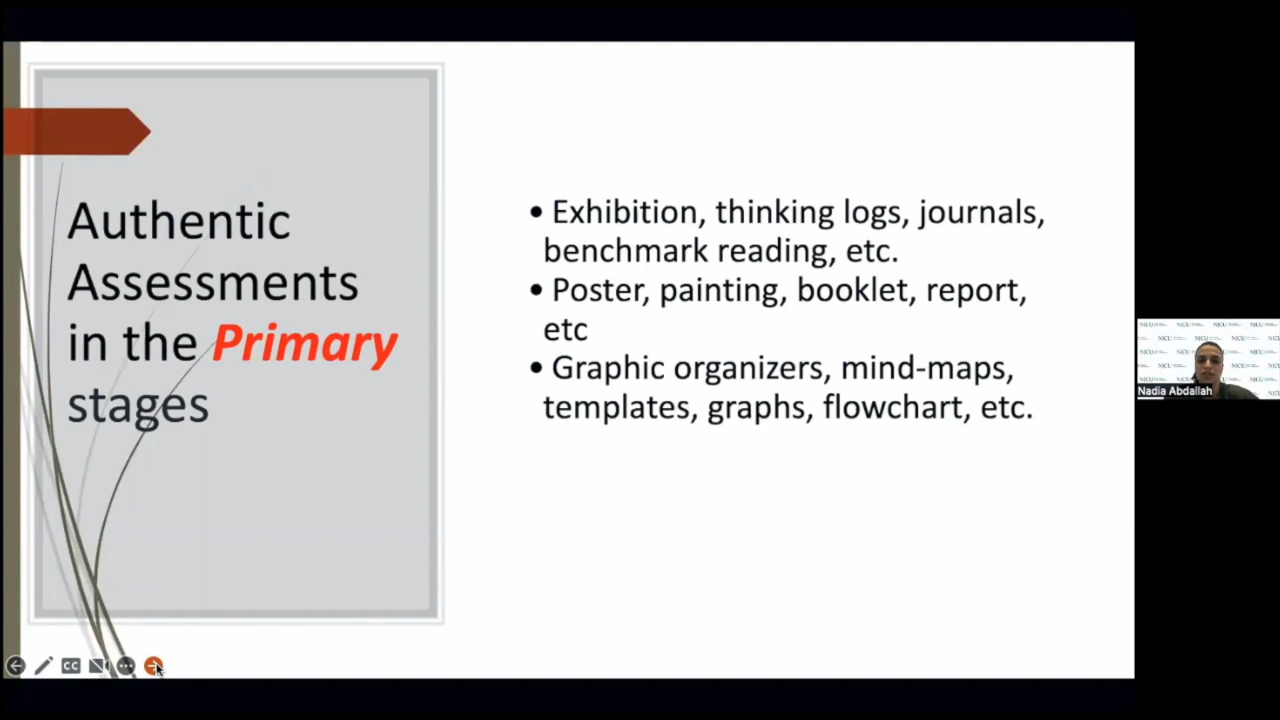 Authentic
Assessments
in the Primary
stages
• Exhibition, thinking logs, journals,
benchmark reading, etc.
• Poster, painting, booklet, report,
etc
• Graphic organizers, mind-maps,
templates, graphs, flowchart, etc.
CC
Nadia Abdallah